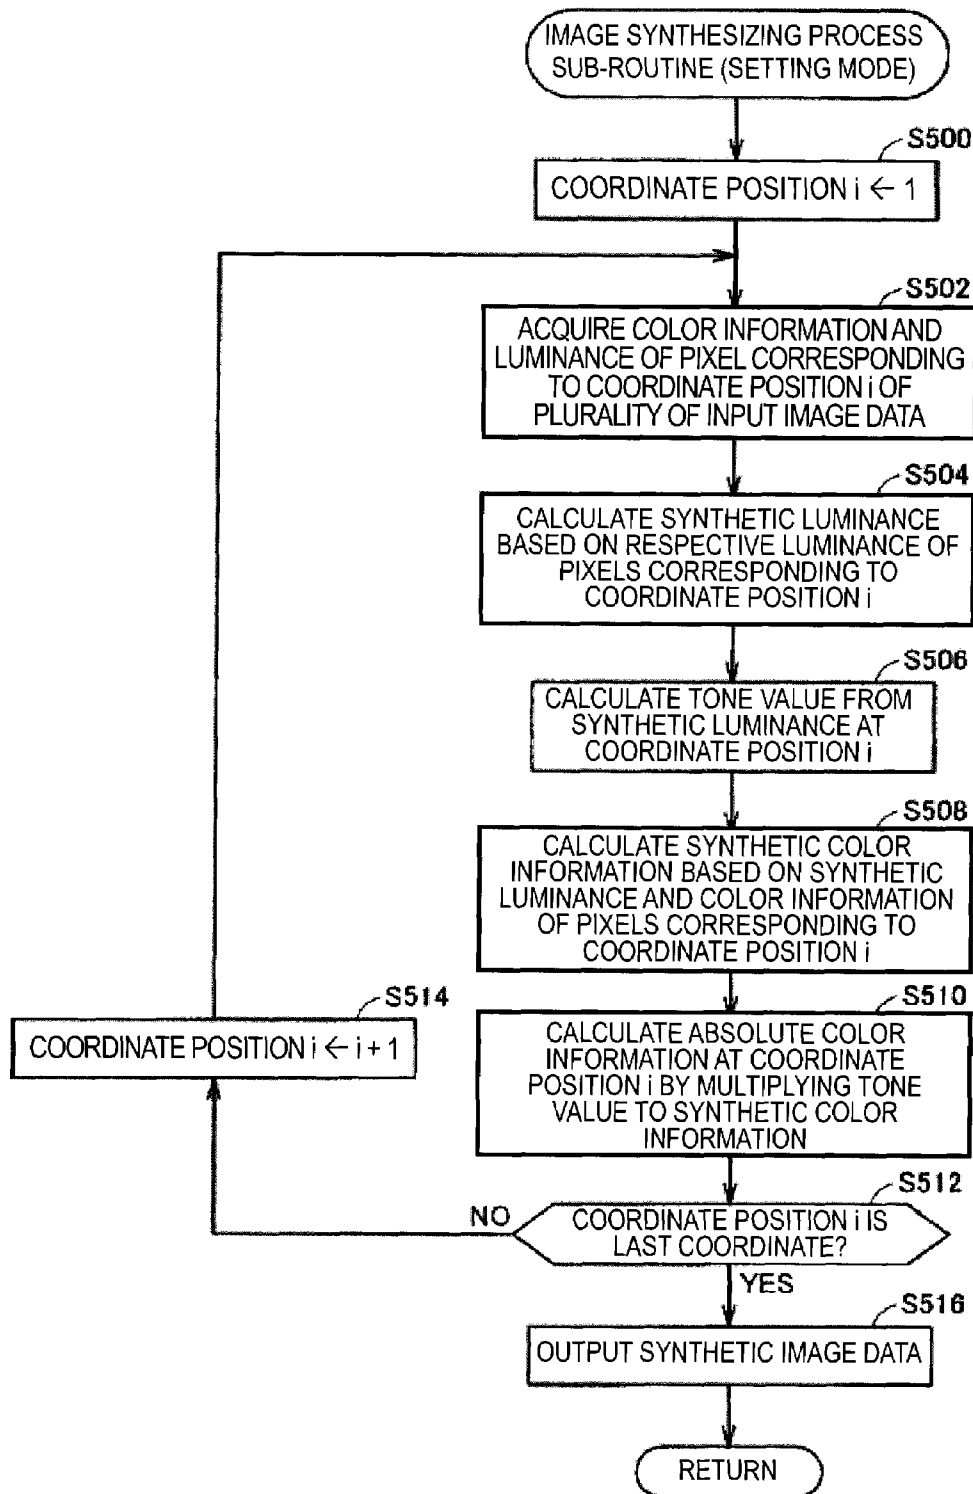 IMAGE SYNTHESIZING PROCESS
SUB-ROUTINE (SETTING MODE)
S500
COORDINATE POSITION i ← 1
S502
ACQUIRE COLOR INFORMATION AND
LUMINANCE OF PIXEL CORRESPONDING
TO COORDINATE POSITION i OF
PLURALITY OF INPUT IMAGE DATA
S504
CALCULATE SYNTHETIC LUMINANCE
BASED ON RESPECTIVE LUMINANCE OF
PIXELS CORRESPONDING TO
COORDINATE POSITION i
S506
CALCULATE TONE VALUE FROM
SYNTHETIC LUMINANCE AT
COORDINATE POSITION i
S508
CALCULATE SYNTHETIC COLOR
INFORMATION BASED ON SYNTHETIC
LUMINANCE AND COLOR INFORMATION
OF PIXELS CORRESPONDING TO
COORDINATE POSITION i
S510
CALCULATE ABSOLUTE COLOR
INFORMATION AT COORDINATE
POSITION i BY MULTIPLYING TONE
VALUE TO SYNTHETIC COLOR
INFORMATION
S514
COORDINATE POSITION i ← i + 1
S512
COORDINATE POSITION i IS
LAST COORDINATE?
NO
YES
S516
OUTPUT SYNTHETIC IMAGE DATA
RETURN